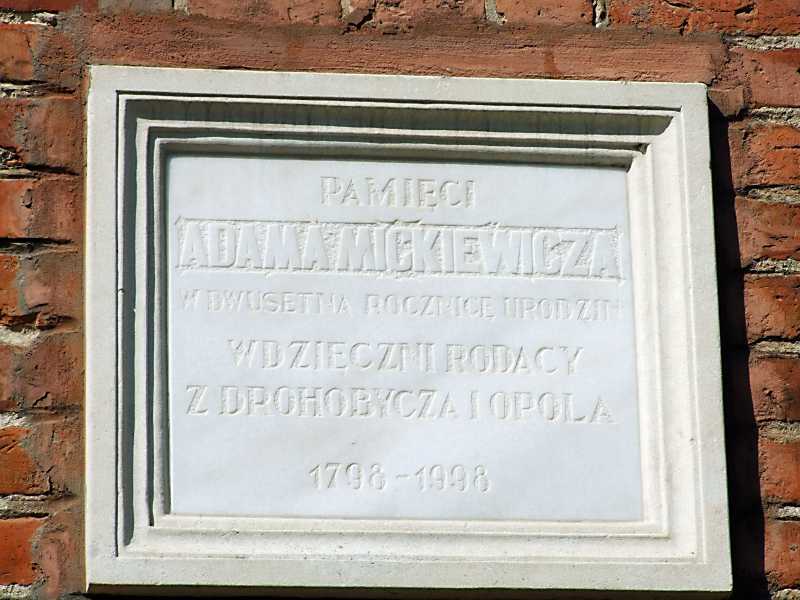 PAMIĘCI
ADAMA MICKIEWICZA
W DWUSETNĄ ROCZNICĘ URODZIN
WDZIĘCZNI RODACY
Z DROHOBYCZA I OPOLA
1798 - 1998